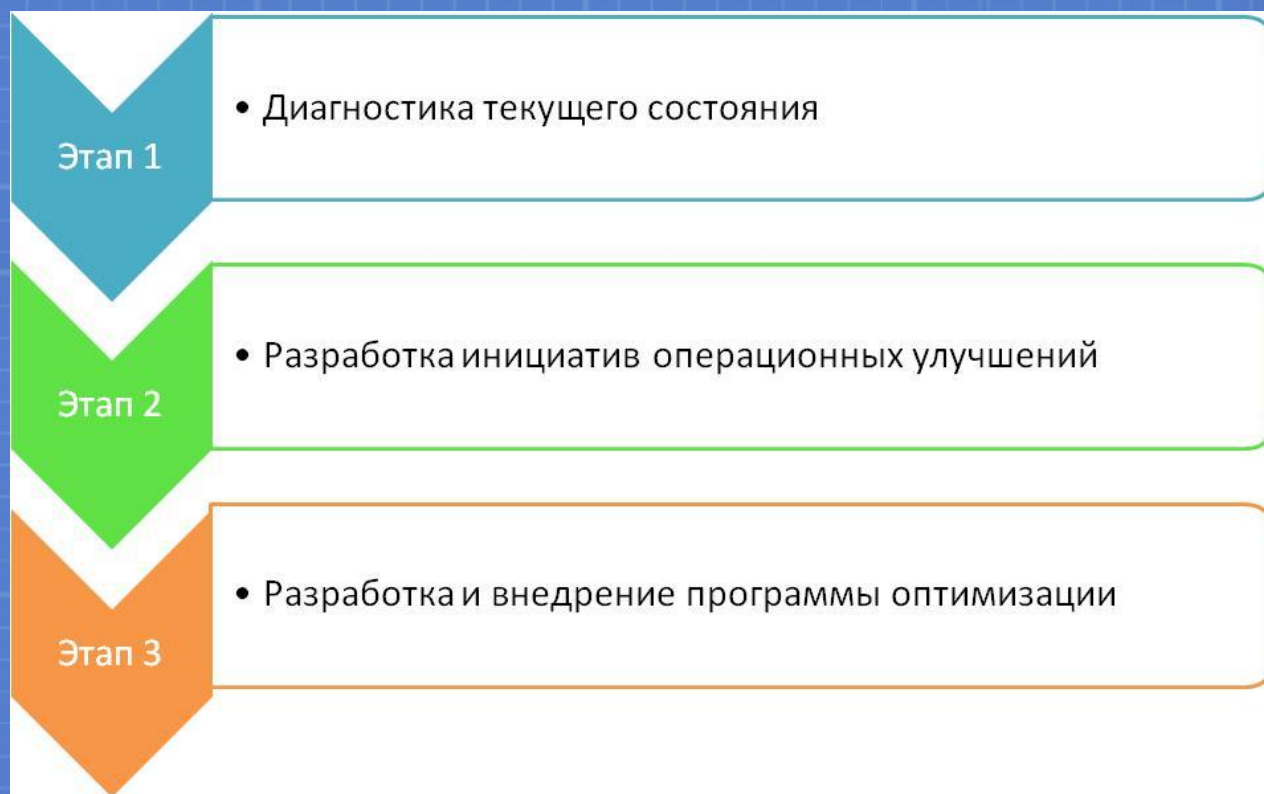 Этап 1
• Диагностика текущего состояния
Этап 2
• Разработка инициатив операционных улучшений
Этап 3
• Разработка и внедрение программы оптимизации